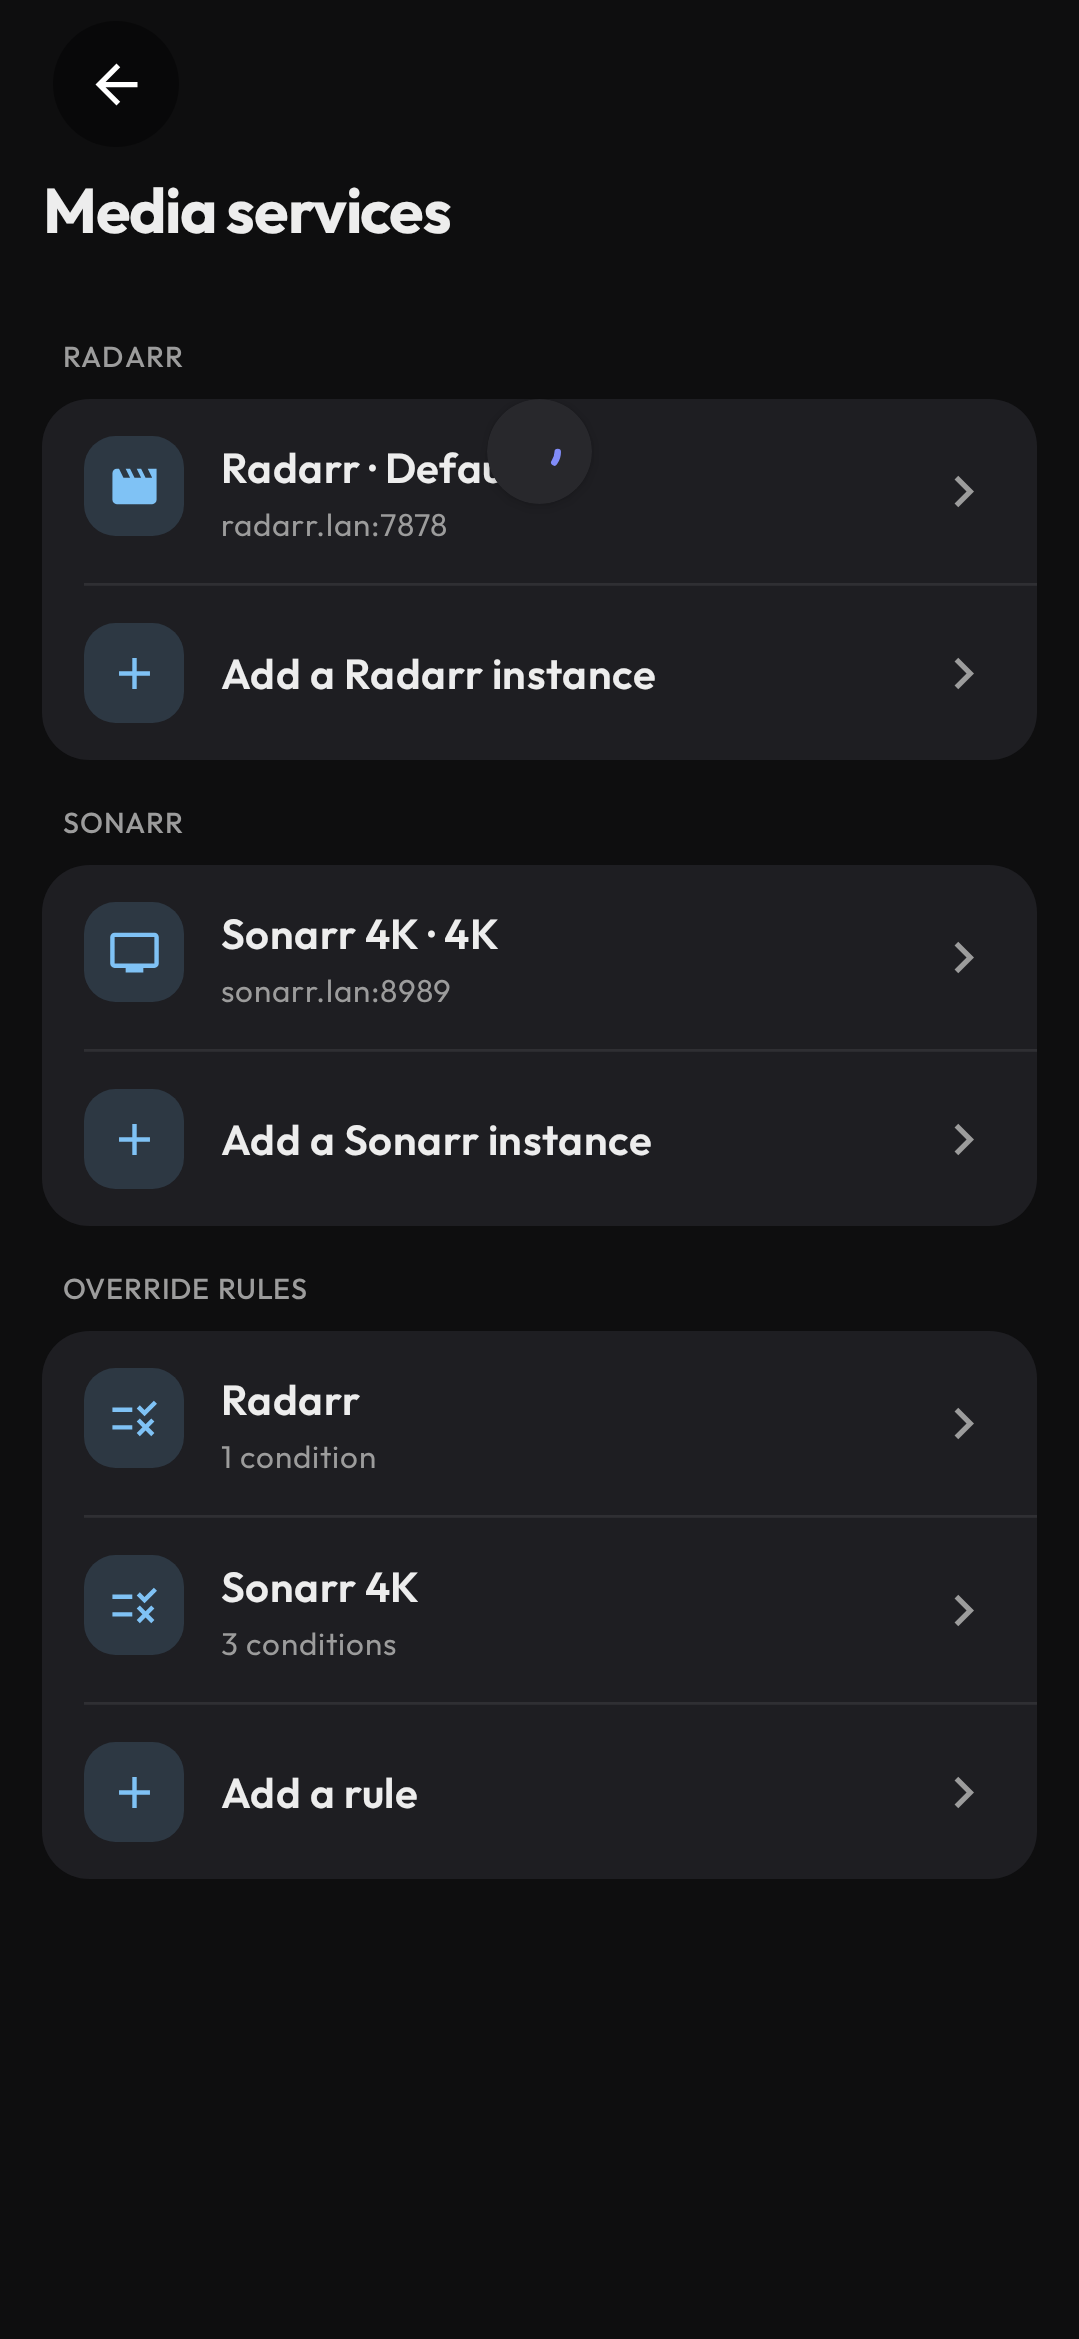 Media services
RADARR
Radarr · Defau
radarr.lan:7878
Add a Radarr instance
SONARR
Sonarr 4K · 4K
sonarr.lan:8989
Add a Sonarr instance
OVERRIDE RULES
Radarr
1 condition
Sonarr 4K
3 conditions
Add a rule